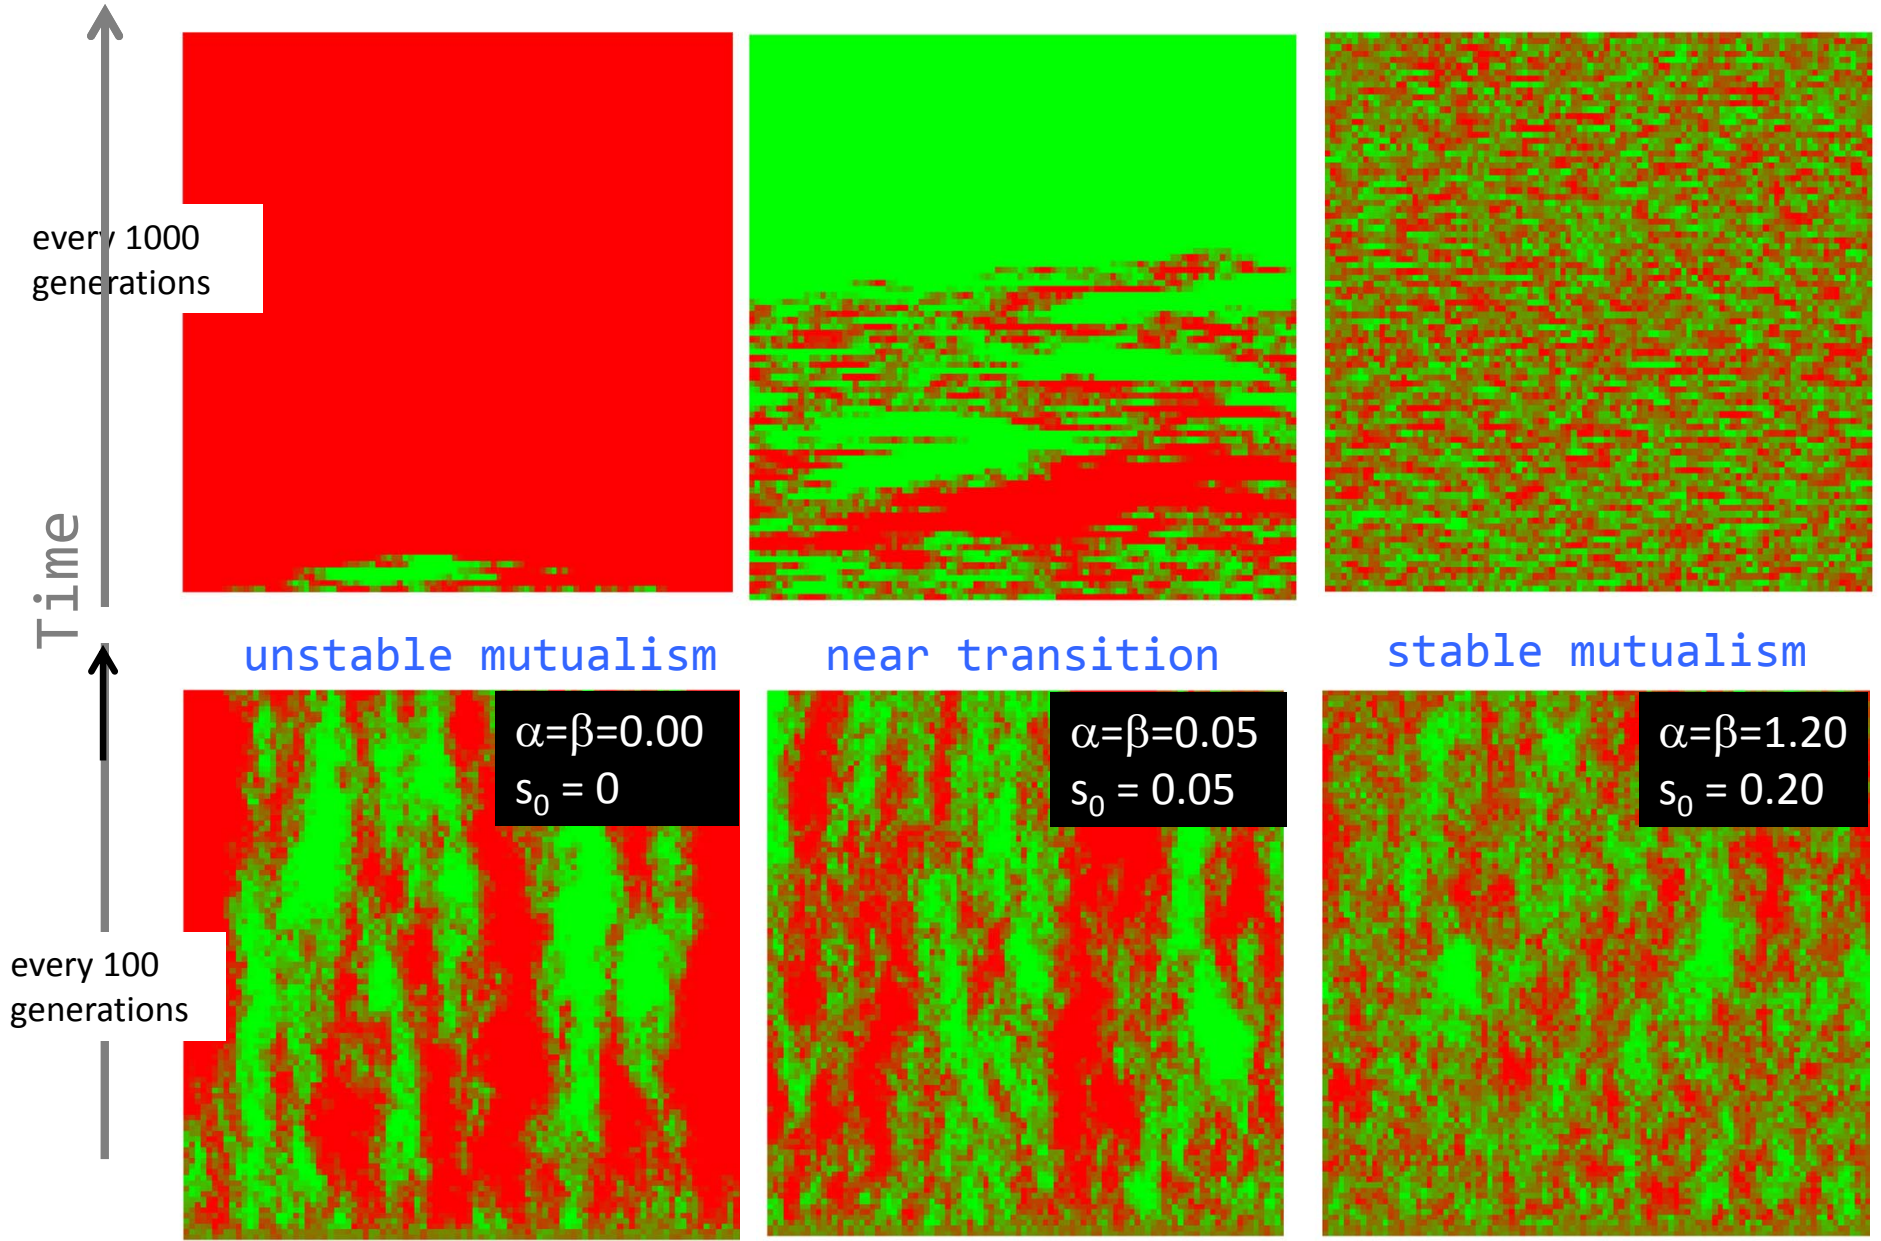 every 1000
generations
Time
unstable mutualism
near transition
stable mutualism
α=β=0.00
s₀ = 0
α=β=0.05
s₀ = 0.05
α=β=1.20
s₀ = 0.20
every 100
generations